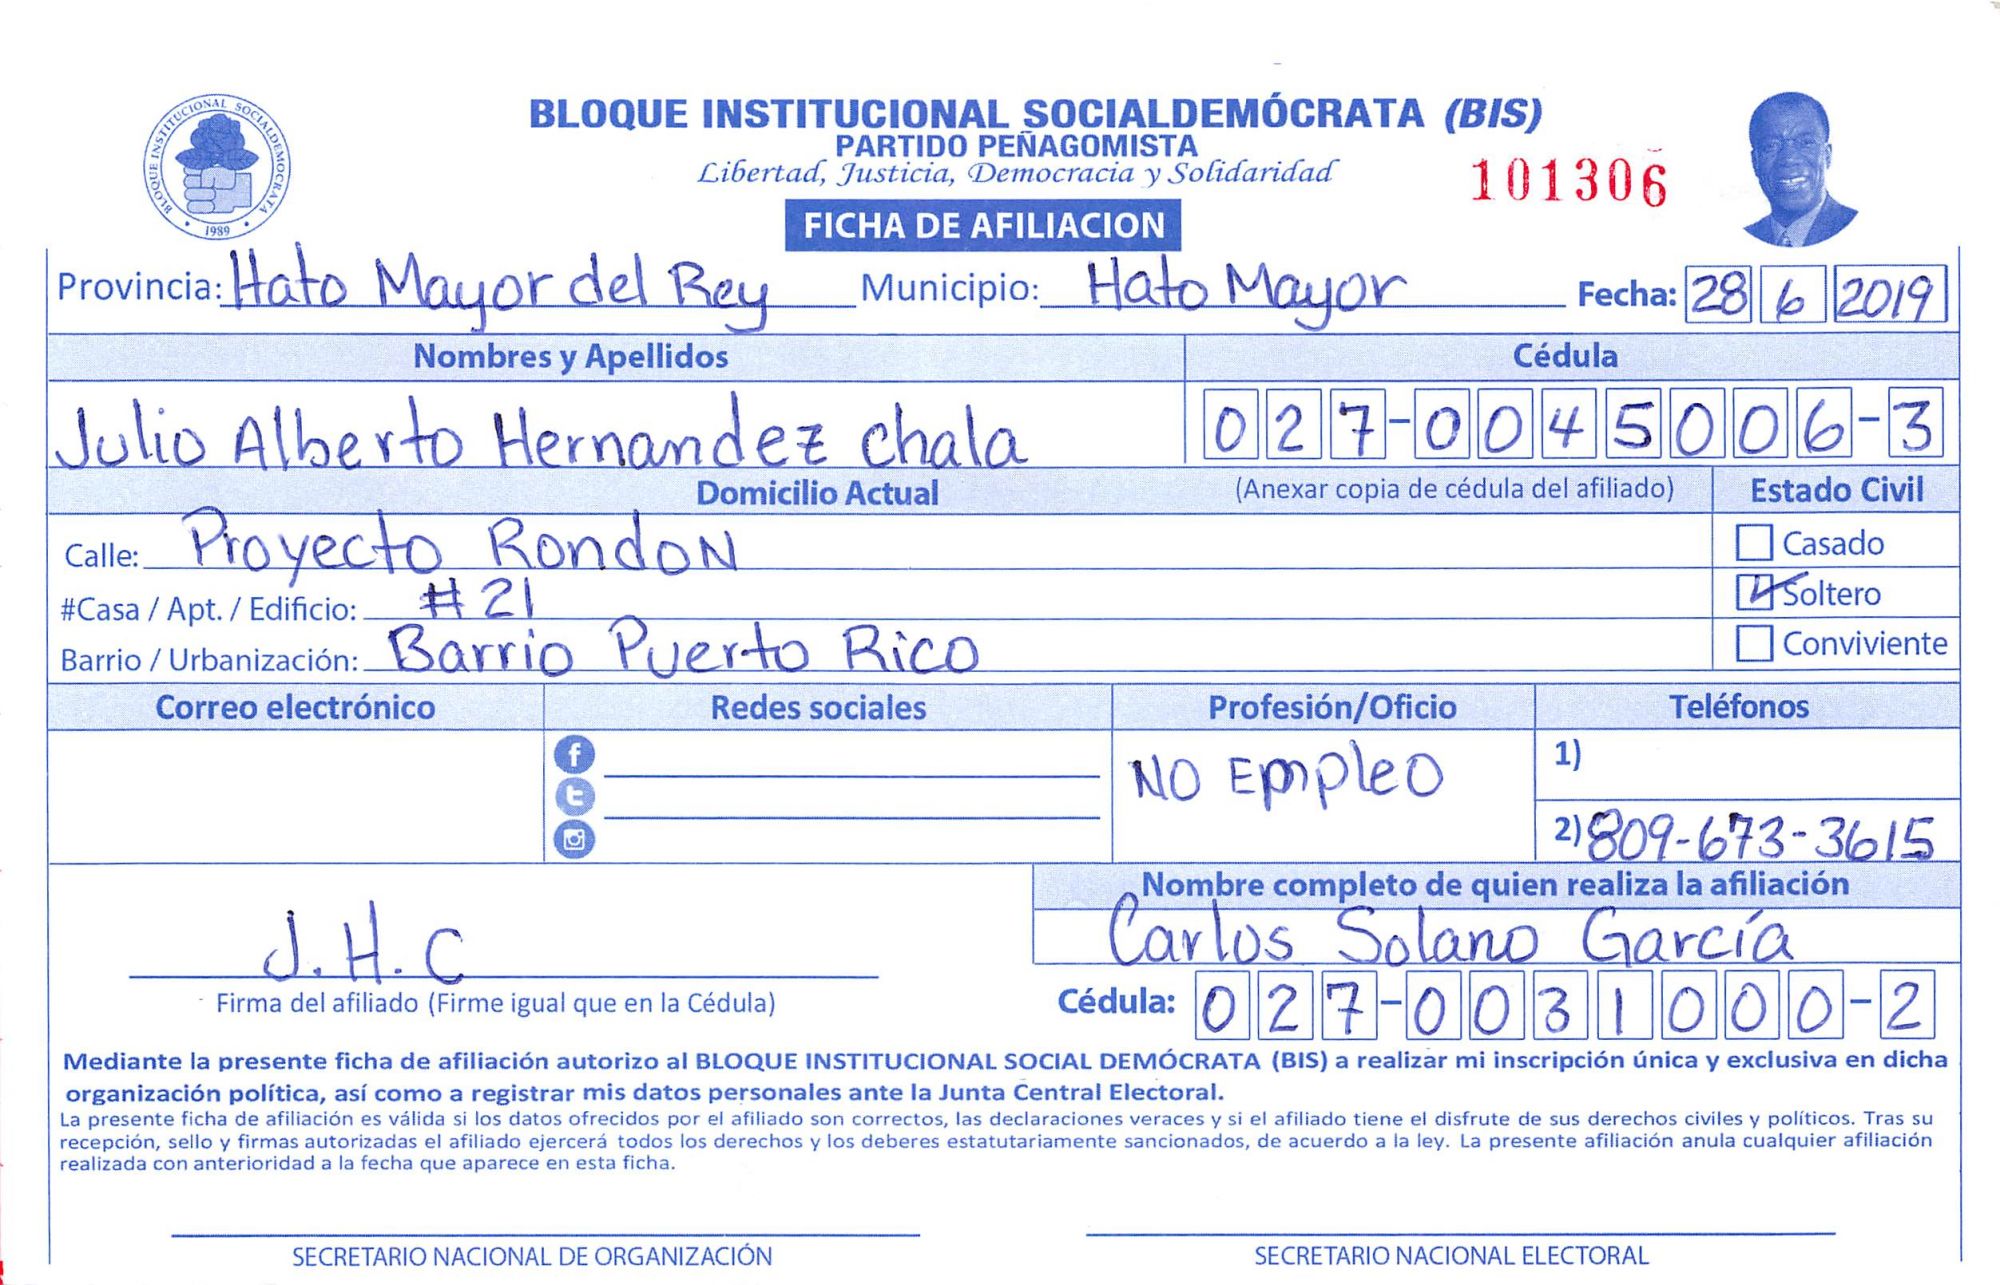 BLOQUE INSTITUCIONAL SOCIALDEMÓCRATA (BIS)
PARTIDO PEÑAGOMISTA
Libertad, Justicia, Democracia y Solidaridad
101306
BLOQUE INSTITUCIONAL SOCIALDEMOCRATA
1989
FICHA DE AFILIACION
Provincia: Hato Mayor del Rey Municipio: Hato Mayor Fecha: 28 6 2019
Nombres y Apellidos Cédula
Julio Alberto Hernandez chala 027-0045006-3
Domicilio Actual (Anexar copia de cédula del afiliado) Estado Civil
Calle: Proyecto RondoN Casado
#Casa / Apt. / Edificio: #21 Soltero
Barrio / Urbanización: Barrio Puerto Rico Conviviente
Correo electrónico Redes sociales Profesión/Oficio Teléfonos
NO EmpleO 1)
2) 809-673-3615
Nombre completo de quien realiza la afiliación
J.H.C Carlos Solano García
Firma del afiliado (Firme igual que en la Cédula) Cédula: 027-0031000-2
Mediante la presente ficha de afiliación autorizo al BLOQUE INSTITUCIONAL SOCIAL DEMÓCRATA (BIS) a realizar mi inscripción única y exclusiva en dicha
organización política, así como a registrar mis datos personales ante la Junta Central Electoral.
La presente ficha de afiliación es válida si los datos ofrecidos por el afiliado son correctos, las declaraciones veraces y si el afiliado tiene el disfrute de sus derechos civiles y políticos. Tras su
recepción, sello y firmas autorizadas el afiliado ejercerá todos los derechos y los deberes estatutariamente sancionados, de acuerdo a la ley. La presente afiliación anula cualquier afiliación
realizada con anterioridad a la fecha que aparece en esta ficha.
SECRETARIO NACIONAL DE ORGANIZACIÓN SECRETARIO NACIONAL ELECTORAL